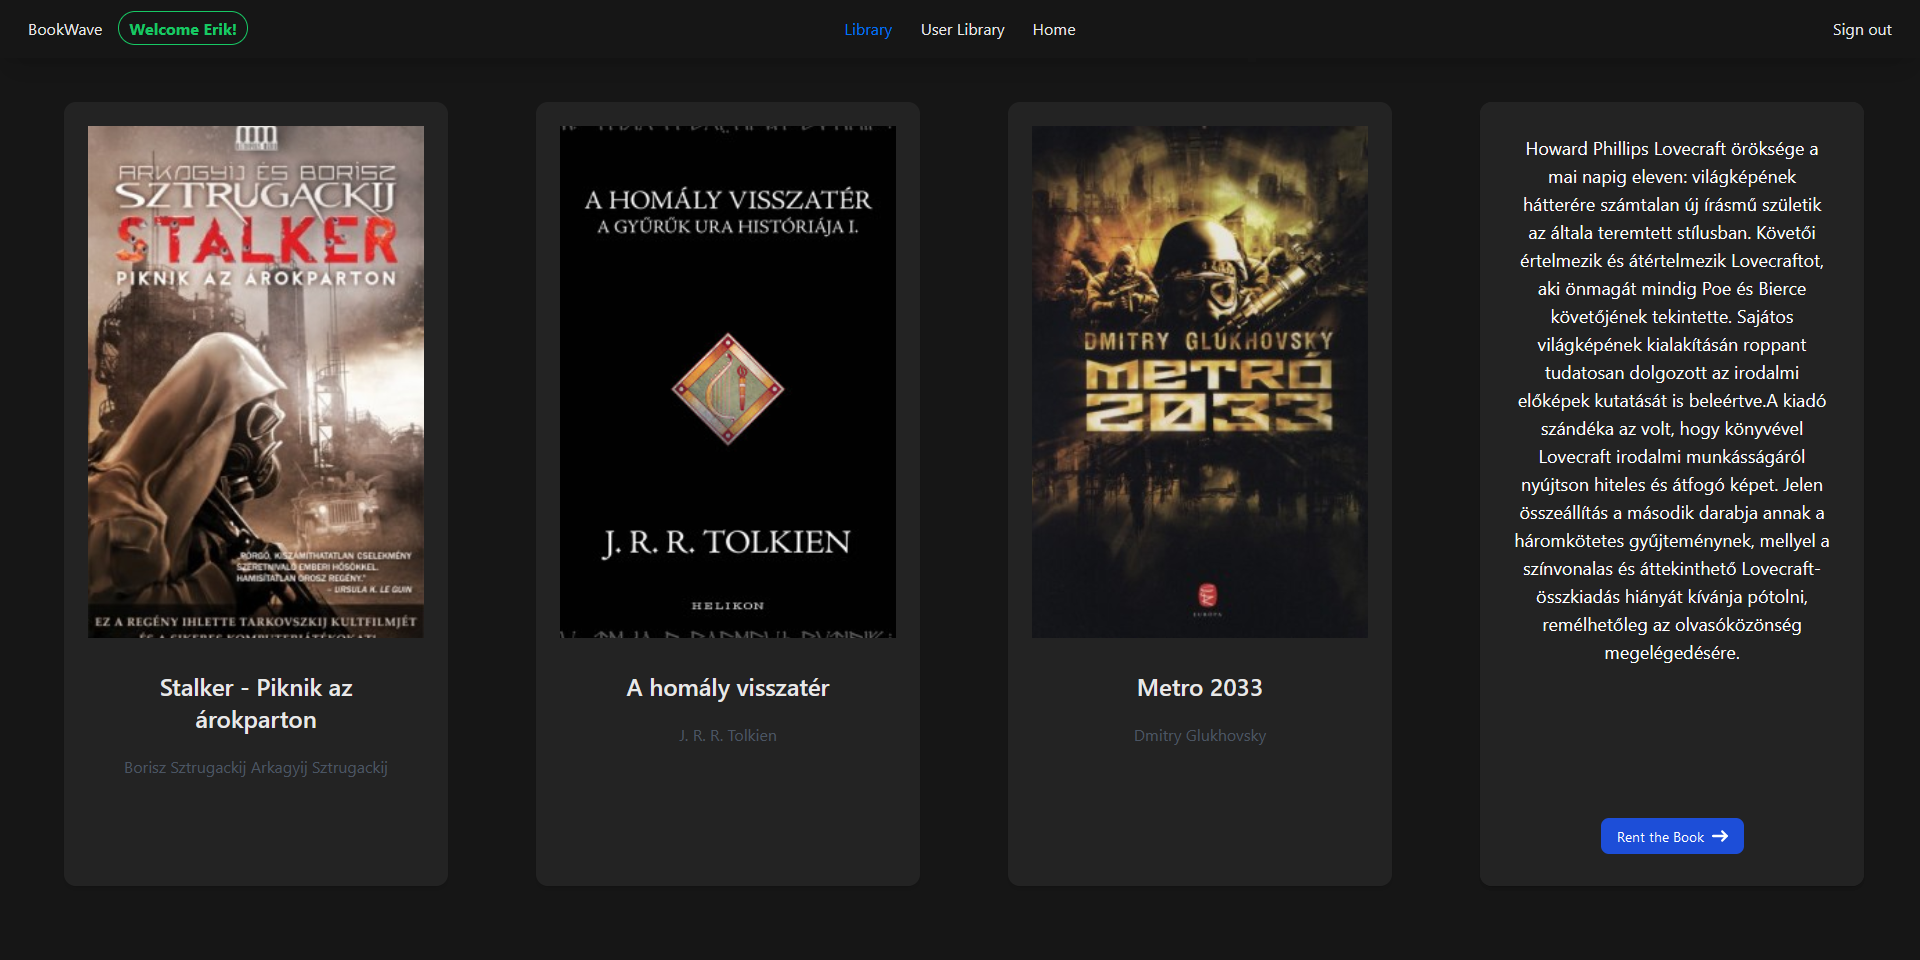 BookWave
Welcome Erik!
Library
User Library
Home
Sign out
ARKAGYIJ ÉS BORISZ
SZTRUGACKIJ
STALKER
PIKNIK AZ ÁROKPARTON
„PÖRGŐ, KISZÁMÍTHATATLAN CSELEKMÉNY
SZERETNIVALÓ EMBERI HŐSÖKKEL.
HAMISÍTATLAN OROSZ REGÉNY.”
– URSULA K. LE GUIN
EZ A REGÉNY IHLETTE TARKOVSZKIJ KULTFILMJÉT
ÉS A SIKERES
Stalker - Piknik az
árokparton
Borisz Sztrugackij Arkagyij Sztrugackij
A HOMÁLY VISSZATÉR
A GYŰRŰK URA HISTÓRIÁJA I.
J. R. R. TOLKIEN
HELIKON
A homály visszatér
J. R. R. Tolkien
DMITRY GLUKHOVSKY
METRÓ
2033
EURÓPA
Metro 2033
Dmitry Glukhovsky
Howard Phillips Lovecraft öröksége a
mai napig eleven: világképének
hátterére számtalan új írásmű születik
az általa teremtett stílusban. Követői
értelmezik és átértelmezik Lovecraftot,
aki önmagát mindig Poe és Bierce
követőjének tekintette. Sajátos
világképének kialakításán roppant
tudatosan dolgozott az irodalmi
előképek kutatását is beleértve.A kiadó
szándéka az volt, hogy könyvével
Lovecraft irodalmi munkásságáról
nyújtson hiteles és átfogó képet. Jelen
összeállítás a második darabja annak a
háromkötetes gyűjteménynek, mellyel a
színvonalas és áttekinthető Lovecraft-
összkiadás hiányát kívánja pótolni,
remélhetőleg az olvasóközönség
megelégedésére.
Rent the Book